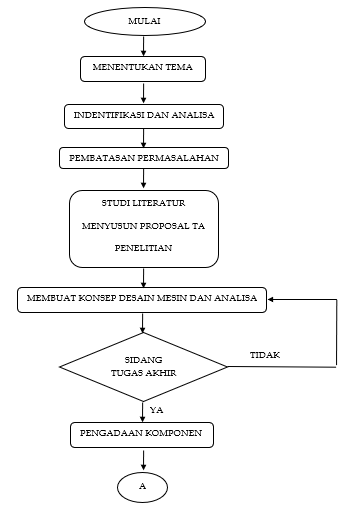 MULAI
MENENTUKAN TEMA
INDENTIFIKASI DAN ANALISA
PEMBATASAN PERMASALAHAN
STUDI LITERATUR
MENYUSUN PROPOSAL TA
PENELITIAN
MEMBUAT KONSEP DESAIN MESIN DAN ANALISA
SIDANG
TUGAS AKHIR
TIDAK
YA
PENGADAAN KOMPONEN
A